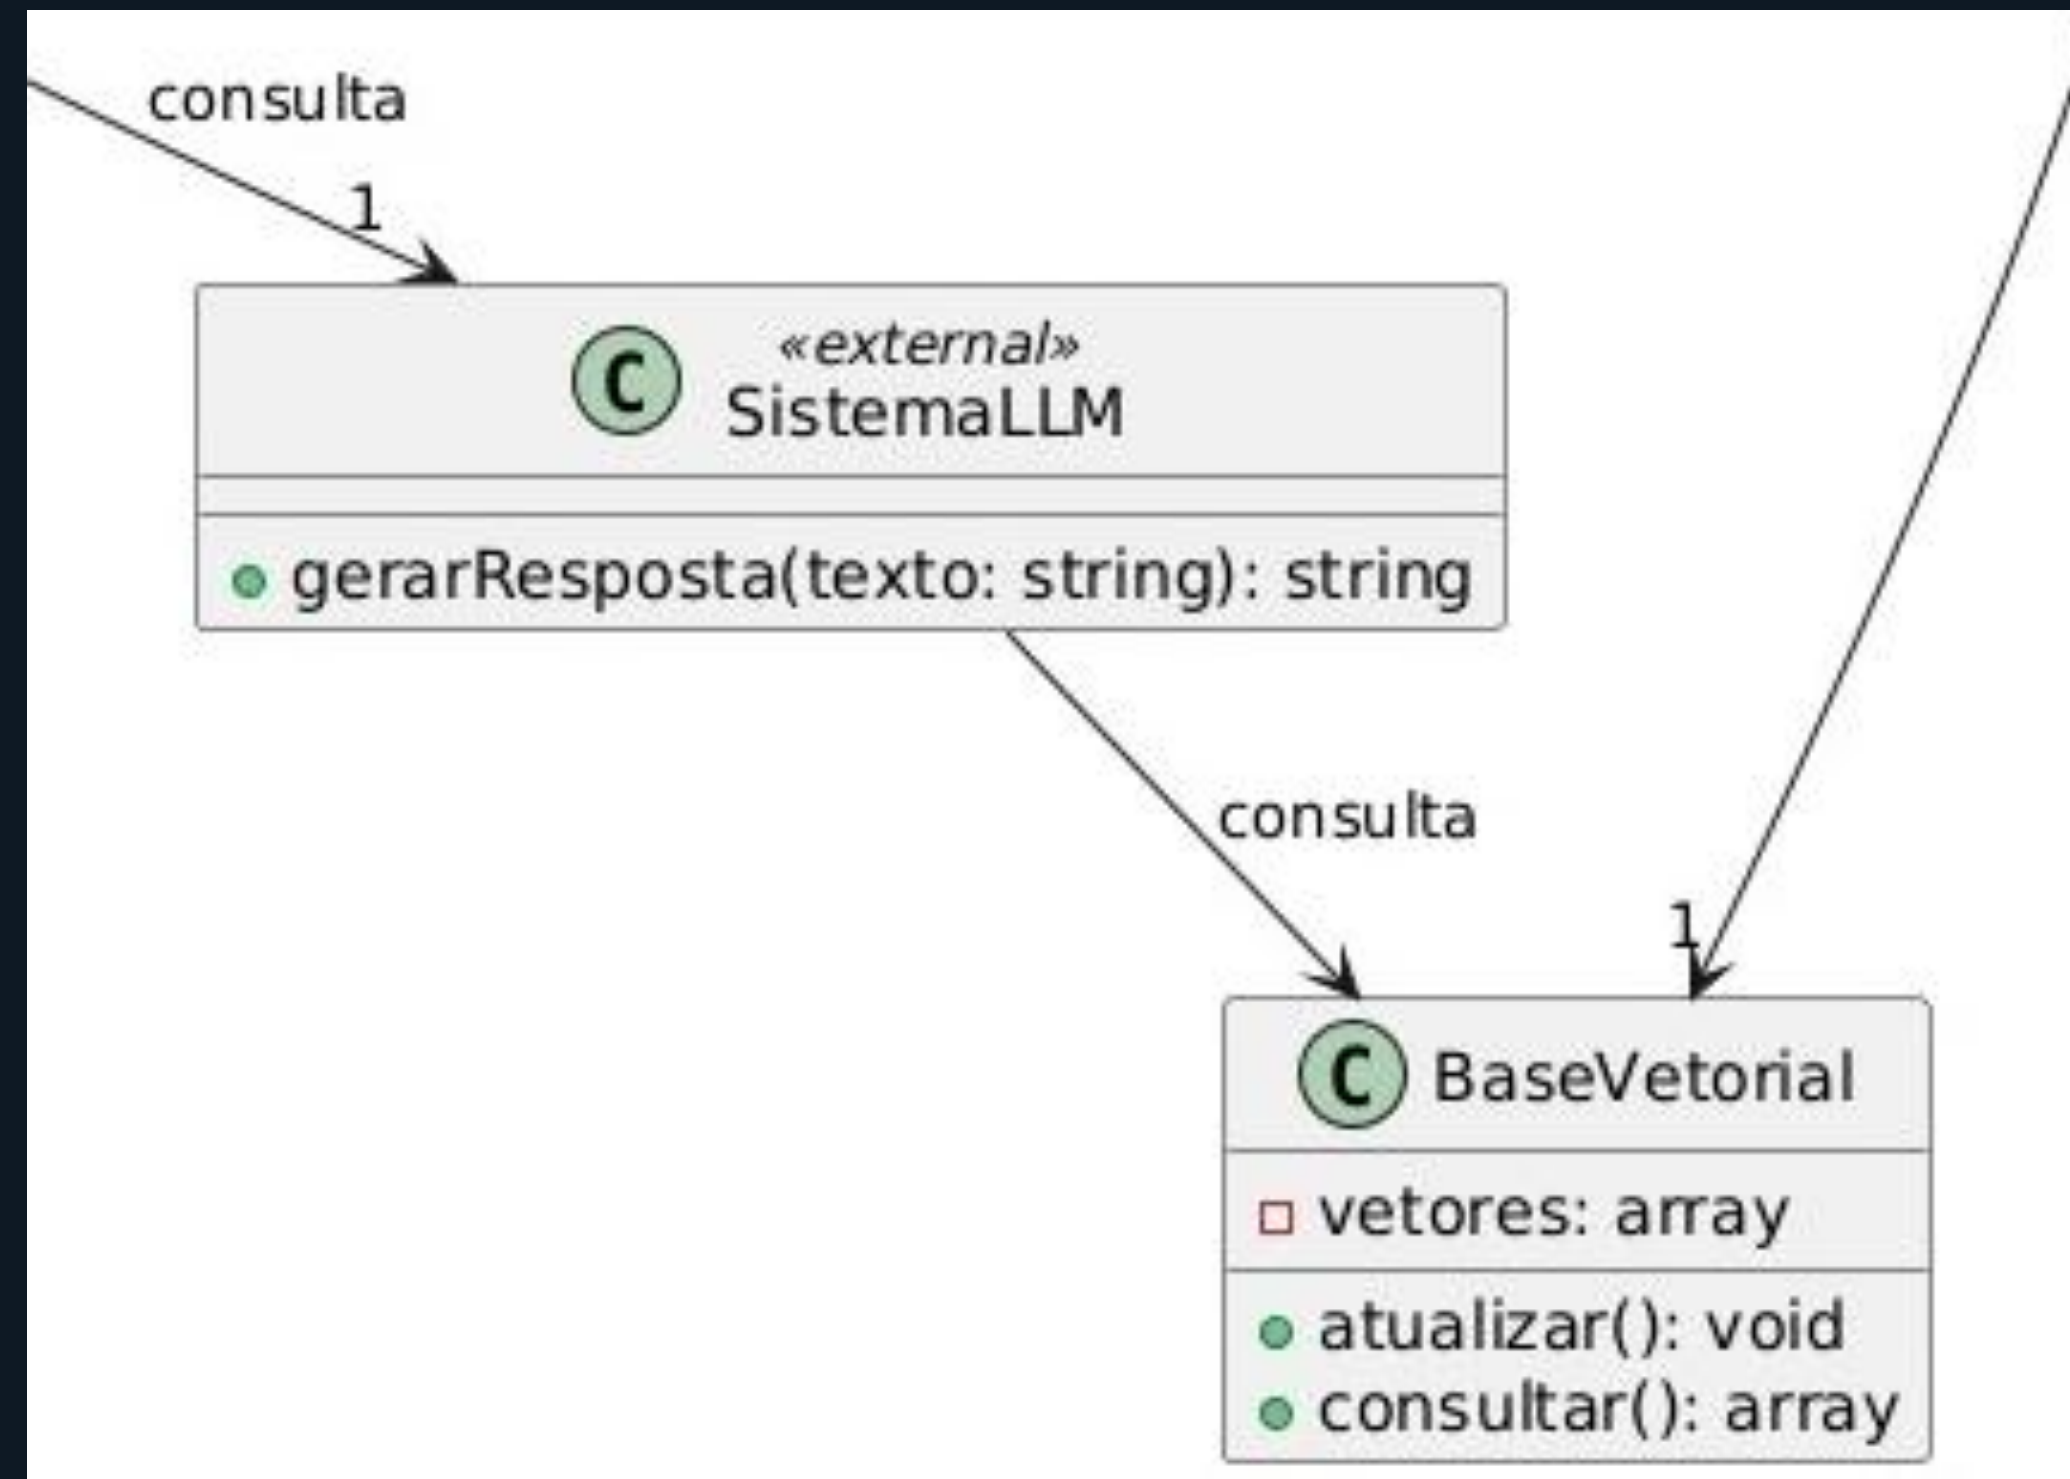 consulta
1
«external»
C SistemaLLM
gerarResposta(texto: string): string
consulta
1
C BaseVetorial
vetores: array
atualizar(): void
consultar(): array